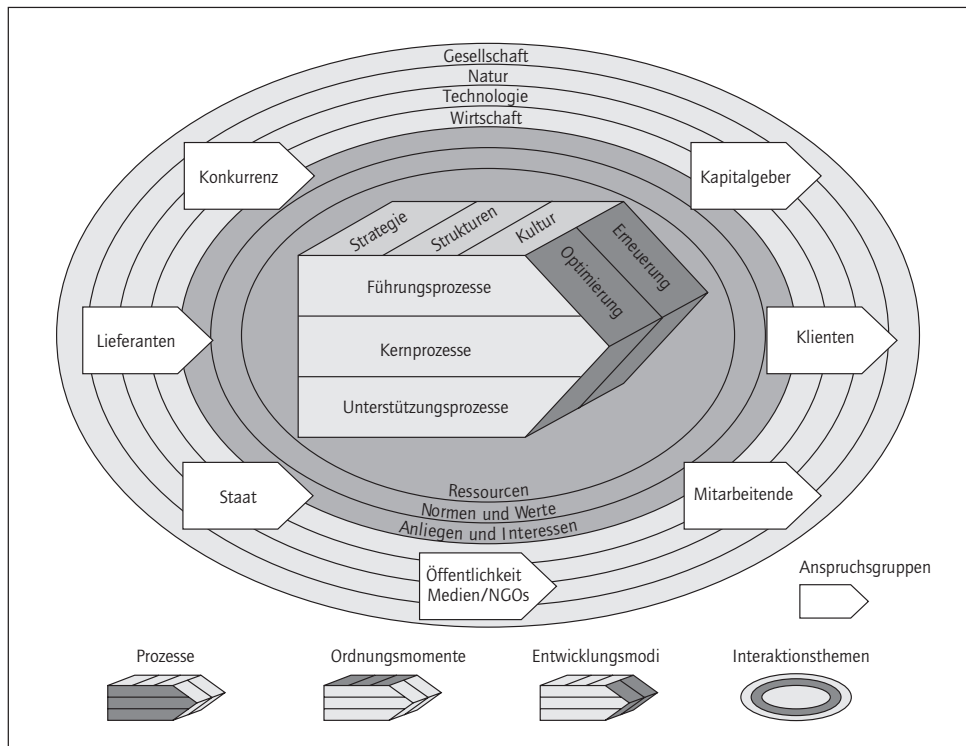 Gesellschaft
Natur
Technologie
Wirtschaft
Konkurrenz
Kapitalgeber
Strategie
Strukturen
Kultur
Erneuerung
Optimierung
Führungsprozesse
Lieferanten
Kernprozesse
Klienten
Unterstützungsprozesse
Staat
Ressourcen
Mitarbeitende
Normen und Werte
Anliegen und Interessen
Öffentlichkeit
Medien/NGOs
Anspruchsgruppen
Prozesse
Ordnungsmomente
Entwicklungsmodi
Interaktionsthemen